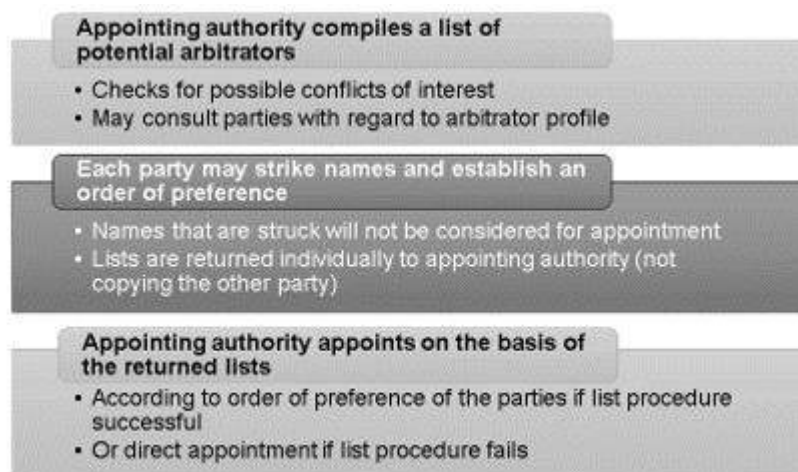 Appointing authority compiles a list of
potential arbitrators
• Checks for possible conflicts of interest
• May consult parties with regard to arbitrator profile
Each party may strike names and establish an
order of preference
• Names that are struck will not be considered for appointment
• Lists are returned individually to appointing authority (not
copying the other party)
Appointing authority appoints on the basis of
the returned lists
• According to order of preference of the parties if list procedure
successful
• Or direct appointment if list procedure fails